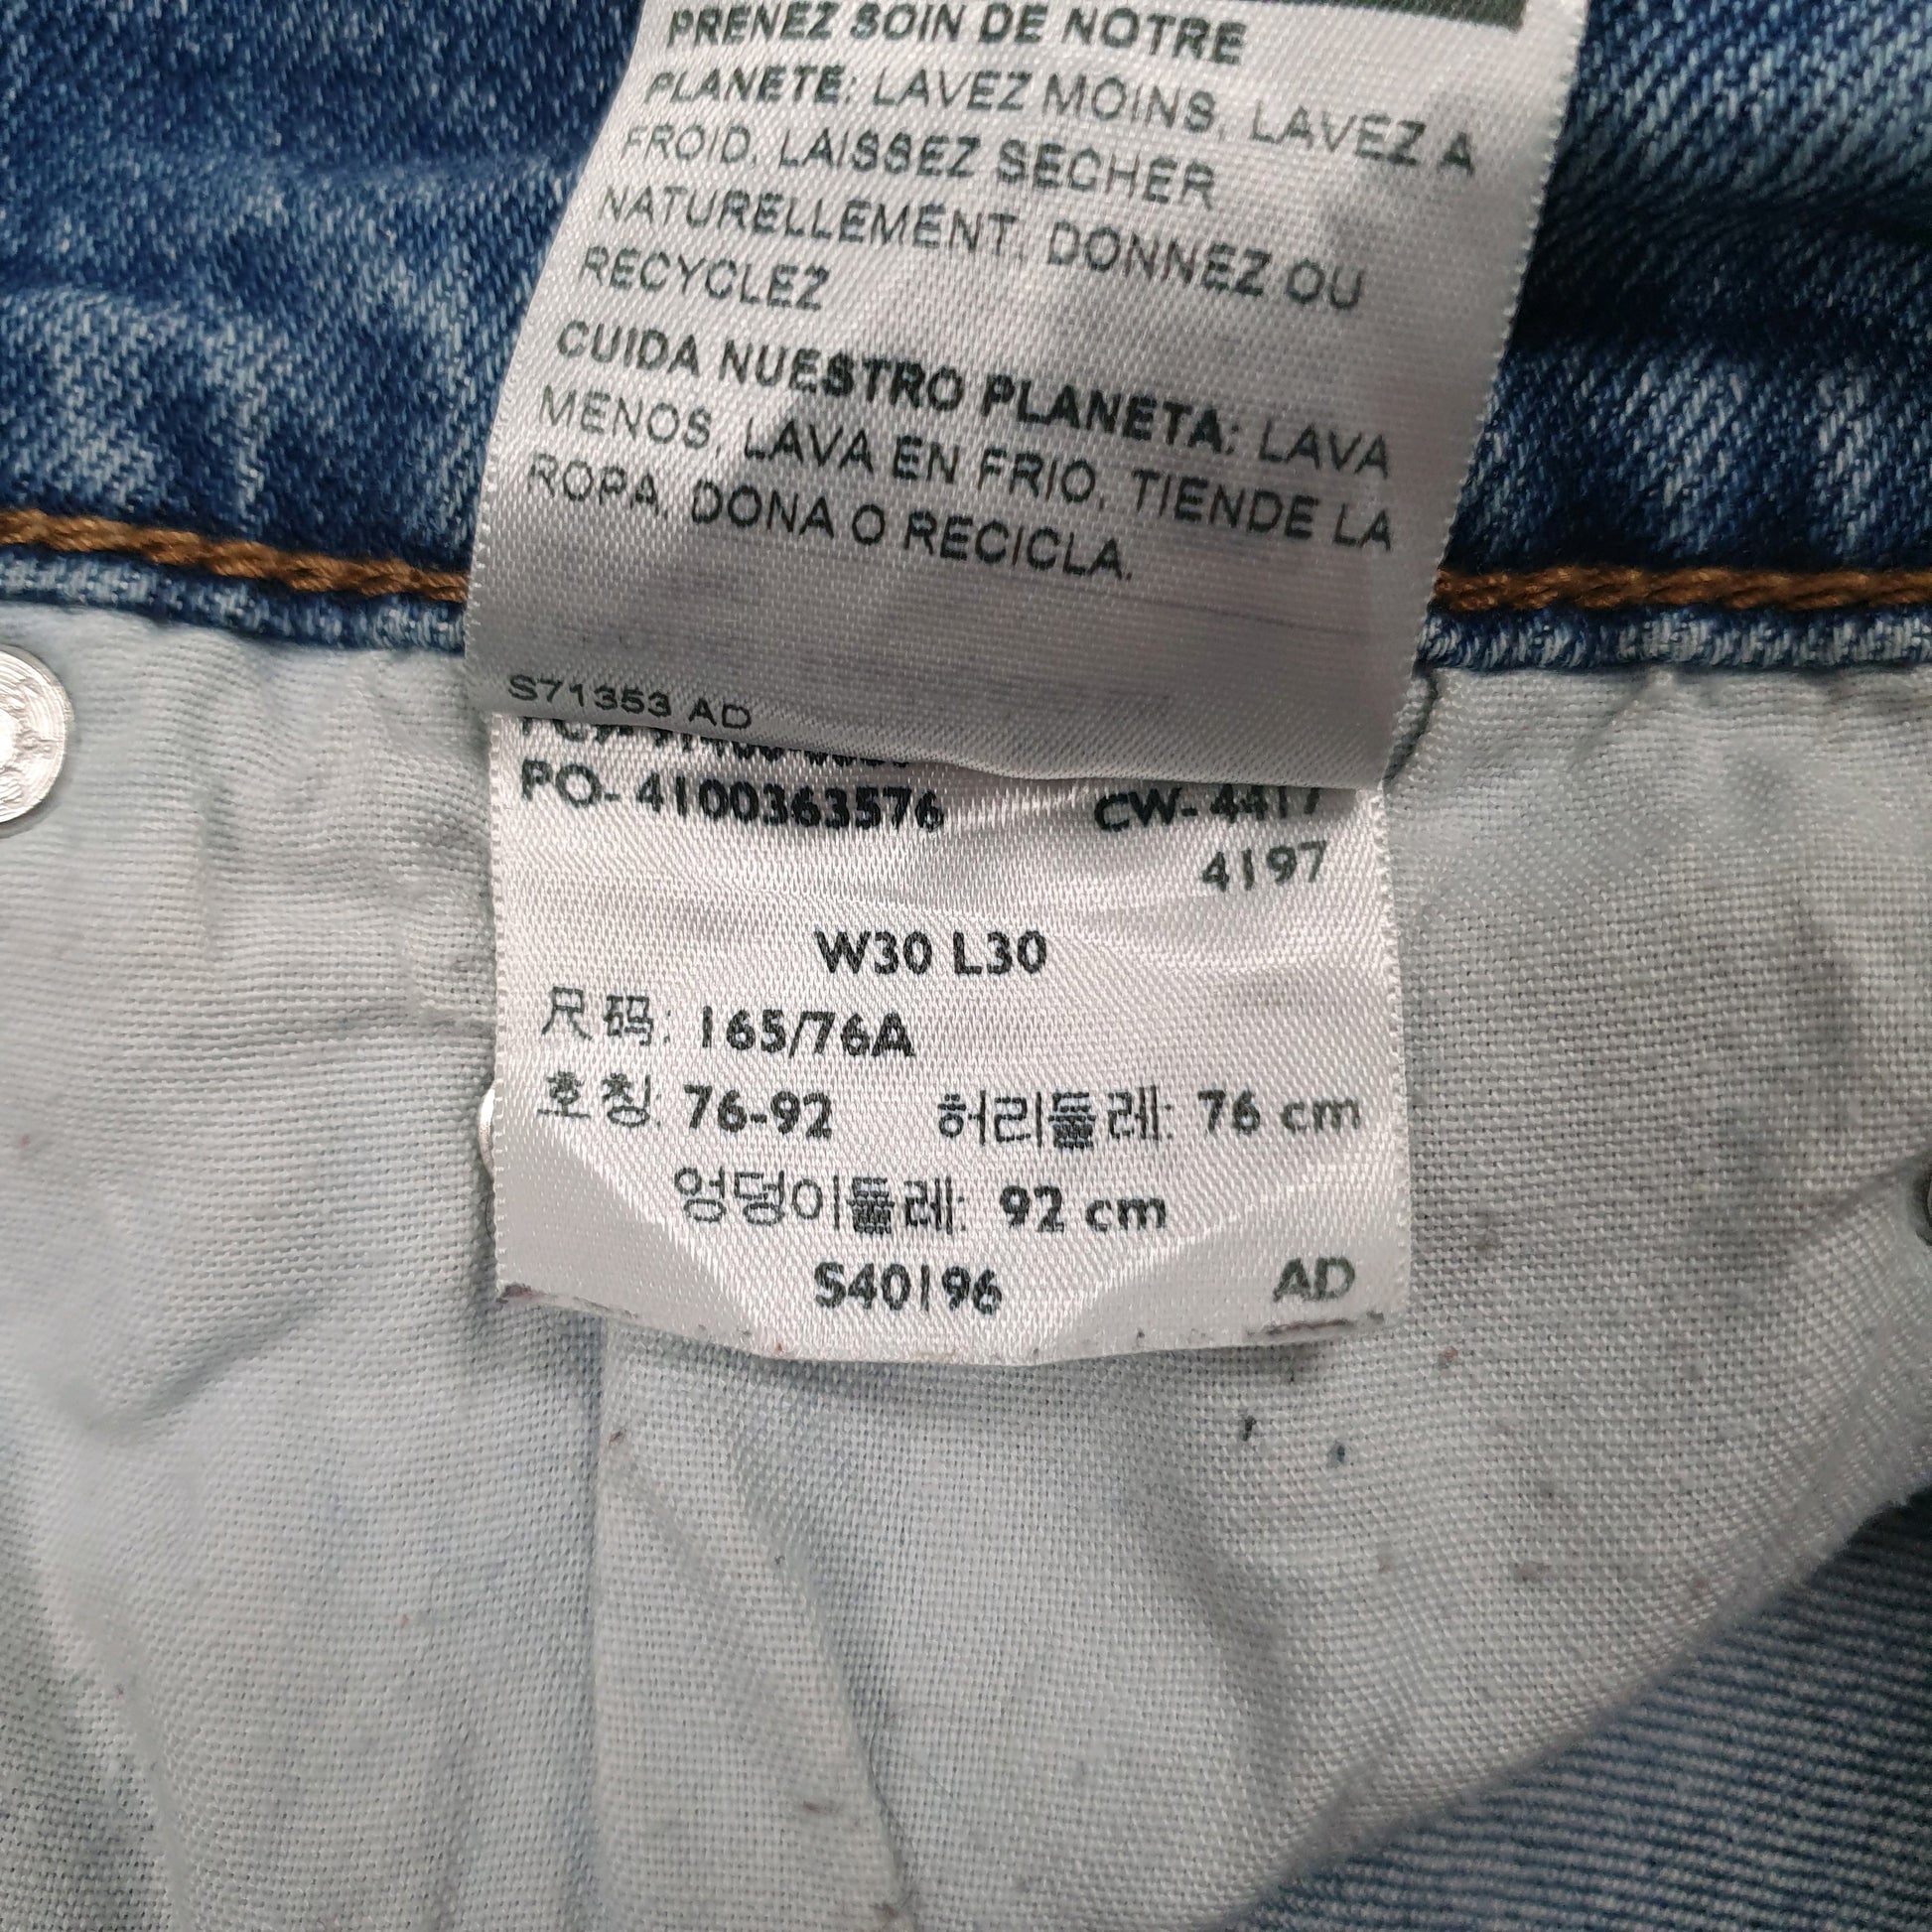 PRENEZ SOIN DE NOTRE
PLANETE: LAVEZ MOINS, LAVEZ A
FROID, LAISSEZ SECHER
NATURELLEMENT, DONNEZ OU
RECYCLEZ
CUIDA NUESTRO PLANETA: LAVA
MENOS, LAVA EN FRIO, TIENDE LA
ROPA, DONA O RECICLA.
S71353 AD
PO- 4100363576 CW- 4417
4197
W30 L30
尺码: 165/76A
호칭: 76-92 허리둘레: 76 cm
엉덩이둘레: 92 cm
S40196 AD